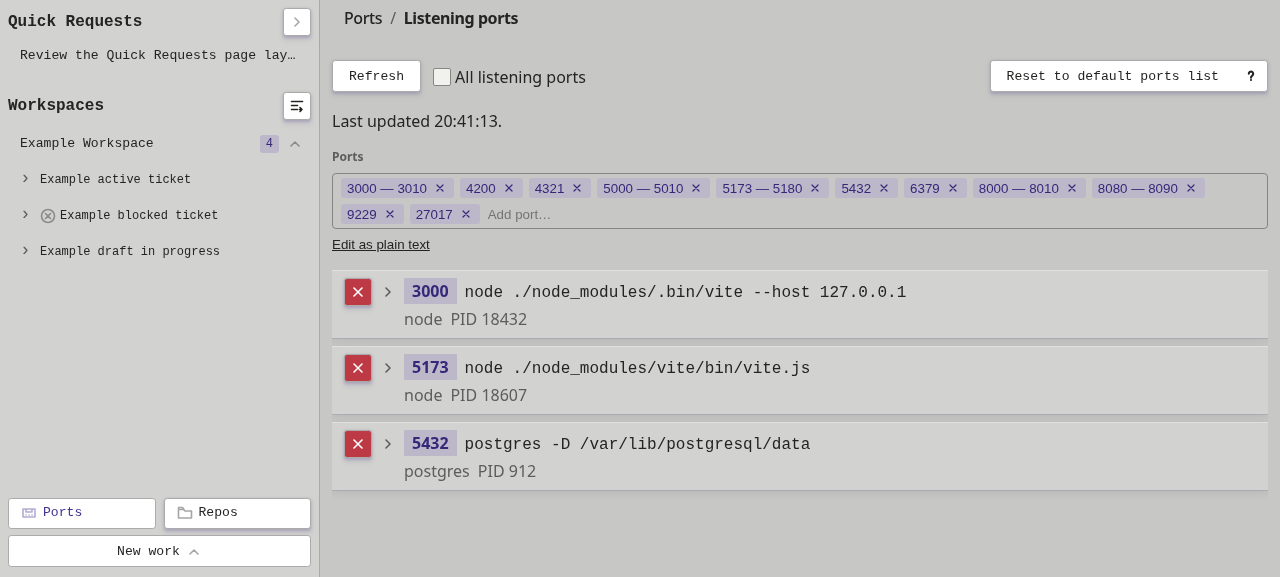 Quick Requests
Review the Quick Requests page lay…
Workspaces
Example Workspace 4
Example active ticket
Example blocked ticket
Example draft in progress
Ports
Repos
New work
Ports / Listening ports
Refresh
All listening ports
Reset to default ports list ?
Last updated 20:41:13.
Ports
3000 — 3010 4200 4321 5000 — 5010 5173 — 5180 5432 6379 8000 — 8010 8080 — 8090
9229 27017 Add port…
Edit as plain text
3000 node ./node_modules/.bin/vite --host 127.0.0.1
node PID 18432
5173 node ./node_modules/vite/bin/vite.js
node PID 18607
5432 postgres -D /var/lib/postgresql/data
postgres PID 912